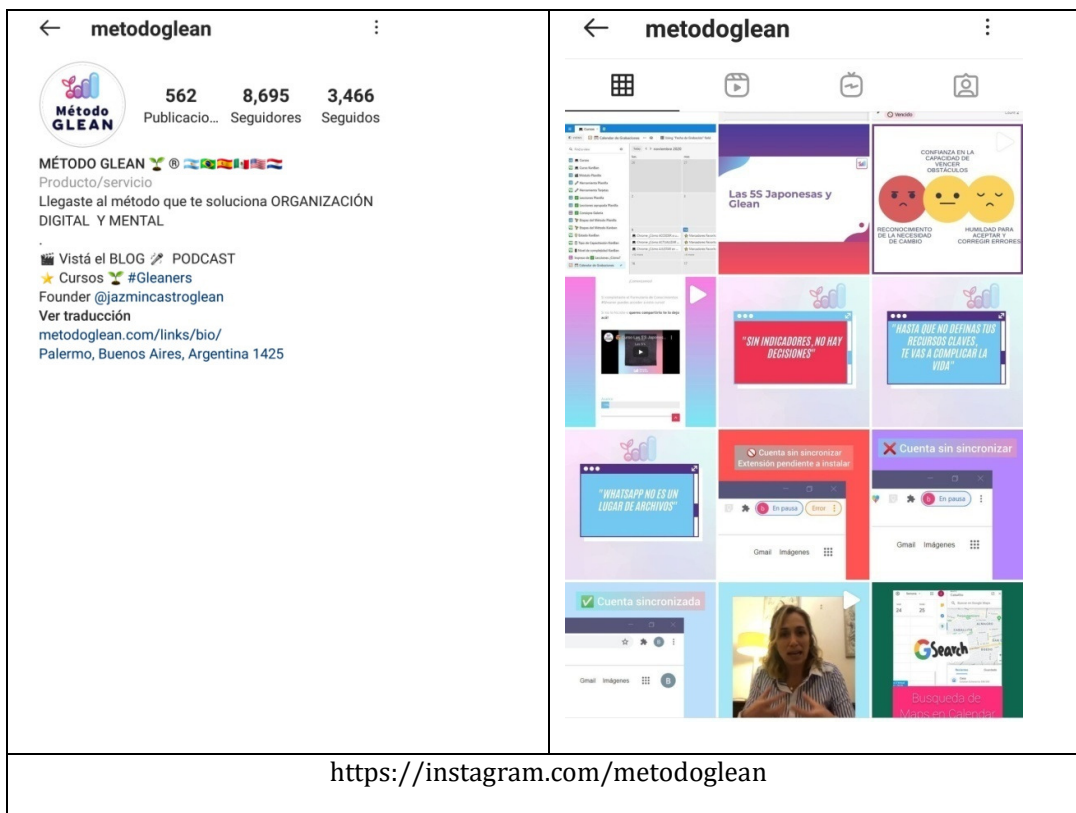 metodoglean
Método
GLEAN
562
8,695
3,466
Publicacio...
Seguidores
Seguidos
MÉTODO GLEAN ®
Producto/servicio
Llegaste al método que te soluciona ORGANIZACIÓN
DIGITAL Y MENTAL
.
Vistá el BLOG PODCAST
Cursos #Gleaners
Founder @jazmincastroglean
Ver traducción
metodoglean.com/links/bio/
Palermo, Buenos Aires, Argentina 1425
metodoglean
Vencido
noviembre 2020
Las 5S Japonesas y
Glean
CONFIANZA EN LA
CAPACIDAD DE
VENCER
OBSTÁCULOS
RECONOCIMIENTO
DE LA NECESIDAD
DE CAMBIO
HUMILDAD PARA
ACEPTAR Y
CORREGIR ERRORES
"SIN INDICADORES, NO HAY
DECISIONES"
"HASTA QUE NO DEFINAS TUS
RECURSOS CLAVES,
TE VAS A COMPLICAR LA
VIDA"
"WHATSAPP NO ES UN
LUGAR DE ARCHIVOS"
Cuenta sin sincronizar
Extensión pendiente a instalar
En pausa
Error
Gmail Imágenes
Cuenta sin sincronizar
En pausa
Gmail Imágenes
Cuenta sincronizada
B
Gmail Imágenes
B
24
25
GSearch
Busqueda de
Maps en Calendar
https://instagram.com/metodoglean